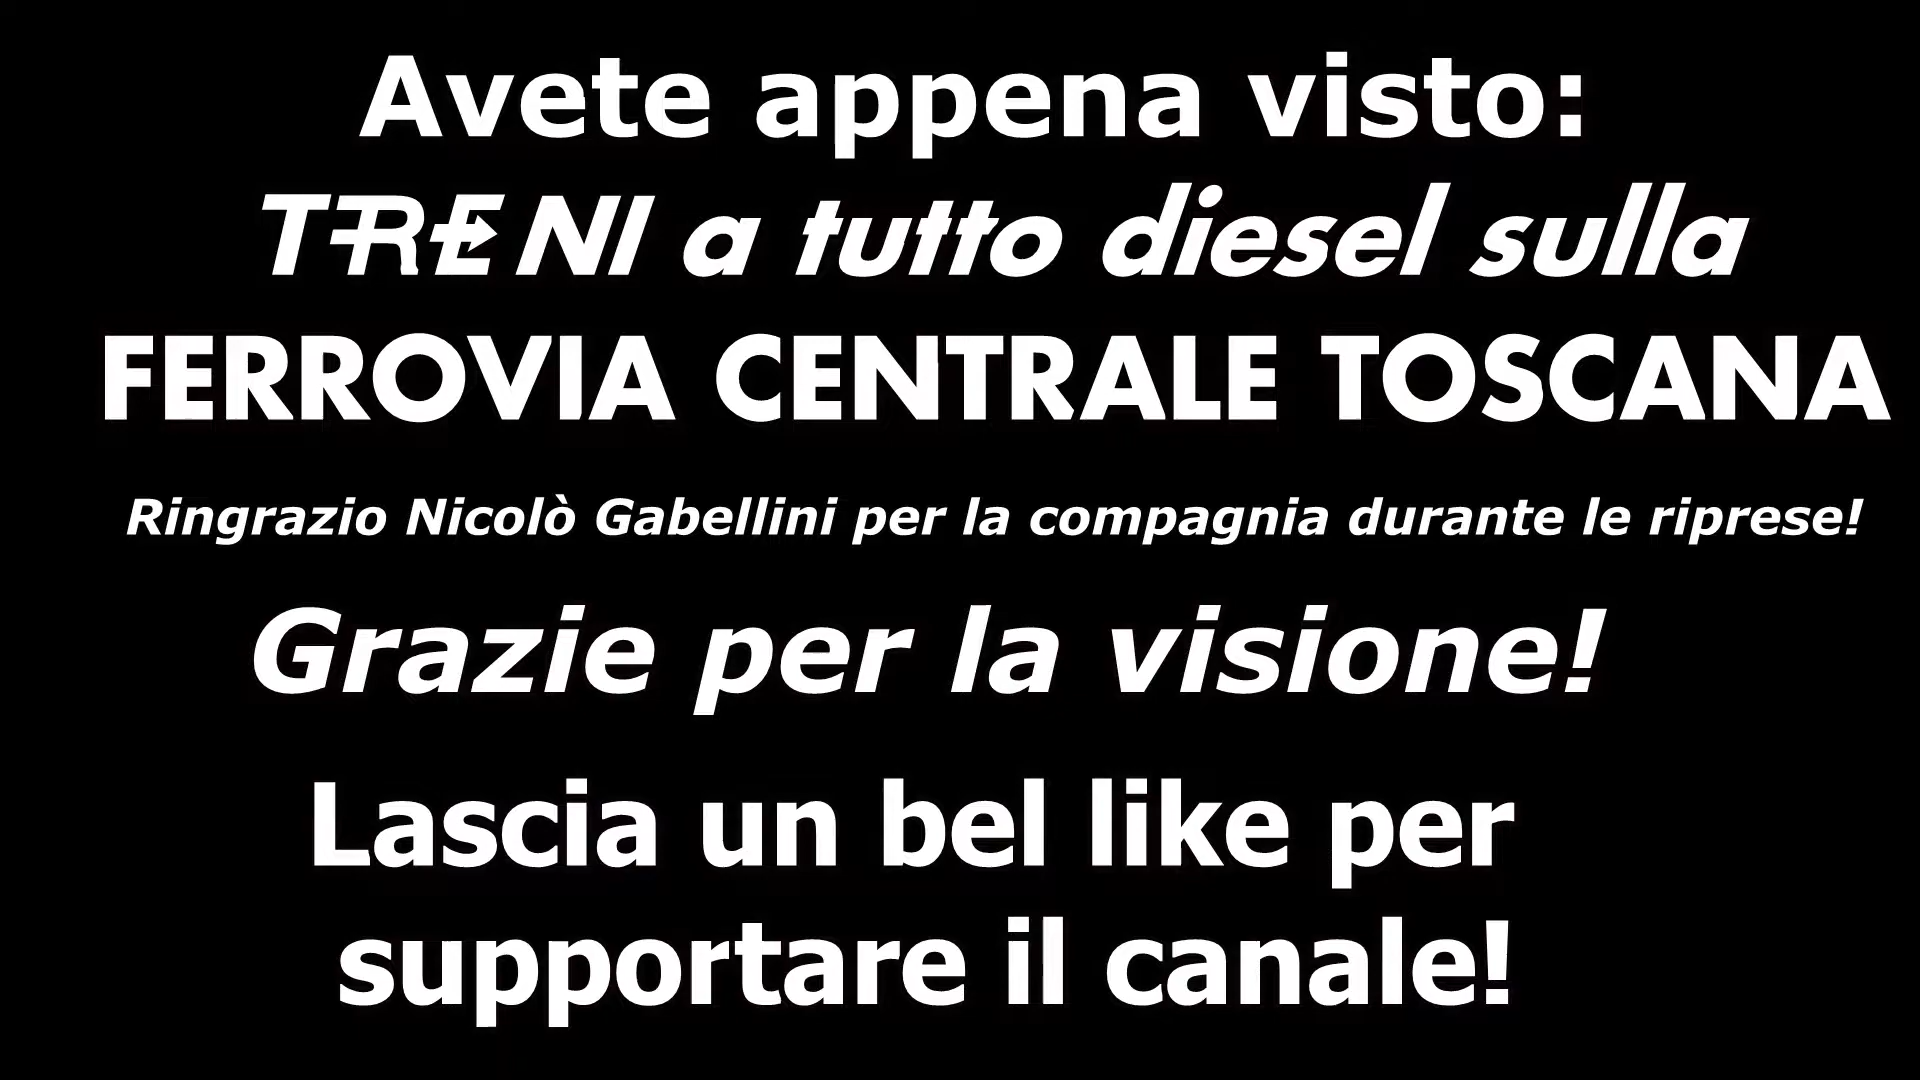 Avete appena visto:
TRENI a tutto diesel sulla
FERROVIA CENTRALE TOSCANA
Ringrazio Nicolò Gabellini per la compagnia durante le riprese!
Grazie per la visione!
Lascia un bel like per
supportare il canale!